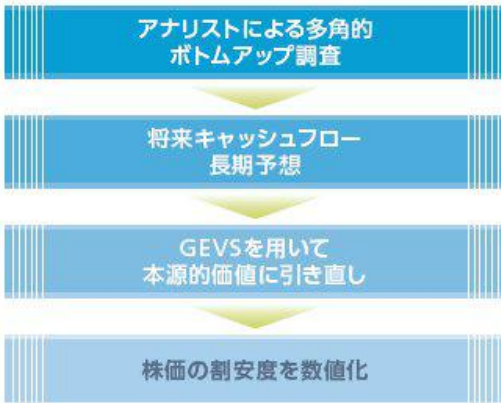 アナリストによる多角的
ボトムアップ調査
将来キャッシュフロー
長期予想
GEVSを用いて
本源的価値に引き直し
株価の割安度を数値化